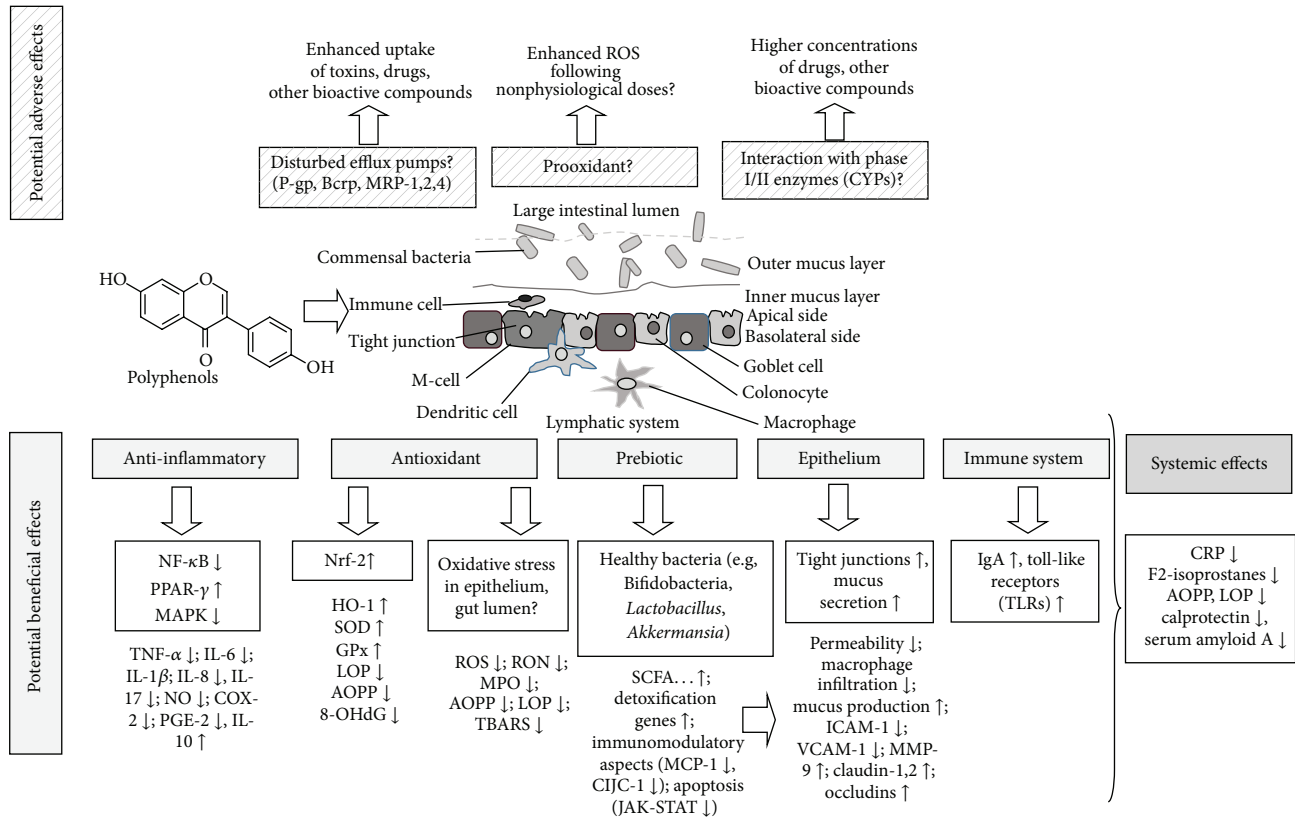 Potential adverse effects
Enhanced uptake
of toxins, drugs,
other bioactive compounds
Enhanced ROS
following
nonphysiological doses?
Higher concentrations
of drugs, other
bioactive compounds
Disturbed efflux pumps?
(P-gp, Bcrp, MRP-1,2,4)
Prooxidant?
Interaction with phase
I/II enzymes (CYPs)?
Large intestinal lumen
Commensal bacteria
Outer mucus layer
HO
O
O
OH
Polyphenols
Immune cell
Inner mucus layer
Apical side
Tight junction
Basolateral side
Goblet cell
M-cell
Colonocyte
Dendritic cell
Lymphatic system
Macrophage
Potential beneficial effects
Anti-inflammatory
Antioxidant
Prebiotic
Epithelium
Immune system
Systemic effects
NF-κB ↓
PPAR-γ ↑
MAPK ↓
TNF-α ↓; IL-6 ↓;
IL-1β; IL-8 ↓, IL-
17 ↓; NO ↓; COX-
2 ↓; PGE-2 ↓, IL-
10 ↑
Nrf-2↑
HO-1 ↑
SOD ↑
GPx ↑
LOP ↓
AOPP ↓
8-OHdG ↓
Oxidative stress
in epithelium,
gut lumen?
ROS ↓; RON ↓;
MPO ↓;
AOPP ↓; LOP ↓;
TBARS ↓
Healthy bacteria (e.g,
Bifidobacteria,
Lactobacillus,
Akkermansia)
SCFA... ↑;
detoxification
genes ↑;
immunomodulatory
aspects (MCP-1 ↓,
CIJC-1 ↓); apoptosis
(JAK-STAT ↓)
Tight junctions ↑,
mucus
secretion ↑
Permeability ↓;
macrophage
infiltration ↓;
mucus production ↑;
ICAM-1 ↓;
VCAM-1 ↓; MMP-
9 ↑; claudin-1,2 ↑;
occludins ↑
IgA ↑, toll-like
receptors
(TLRs) ↑
CRP ↓
F2-isoprostanes ↓
AOPP, LOP ↓
calprotectin ↓,
serum amyloid A ↓